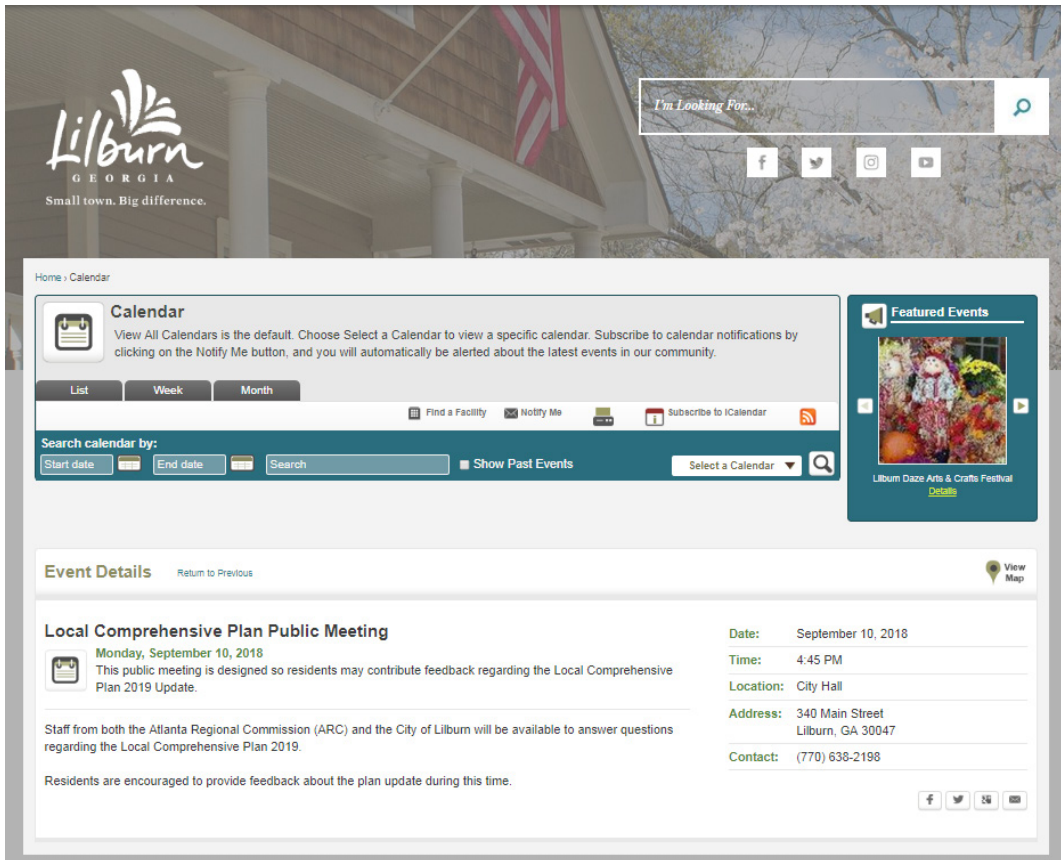 Lilburn
GEORGIA
Small town. Big difference.
I'm Looking For...
Home › Calendar
Calendar
View All Calendars is the default. Choose Select a Calendar to view a specific calendar. Subscribe to calendar notifications by
clicking on the Notify Me button, and you will automatically be alerted about the latest events in our community.
List Week Month
Find a Facility Notify Me Subscribe to iCalendar
Search calendar by:
Start date End date Search Show Past Events Select a Calendar
Featured Events
Lilburn Daze Arts & Crafts Festival
Details
Event Details Return to Previous
View
Map
Local Comprehensive Plan Public Meeting
Monday, September 10, 2018
This public meeting is designed so residents may contribute feedback regarding the Local Comprehensive
Plan 2019 Update.
Staff from both the Atlanta Regional Commission (ARC) and the City of Lilburn will be available to answer questions
regarding the Local Comprehensive Plan 2019.
Residents are encouraged to provide feedback about the plan update during this time.
Date: September 10, 2018
Time: 4:45 PM
Location: City Hall
Address: 340 Main Street
Lilburn, GA 30047
Contact: (770) 638-2198